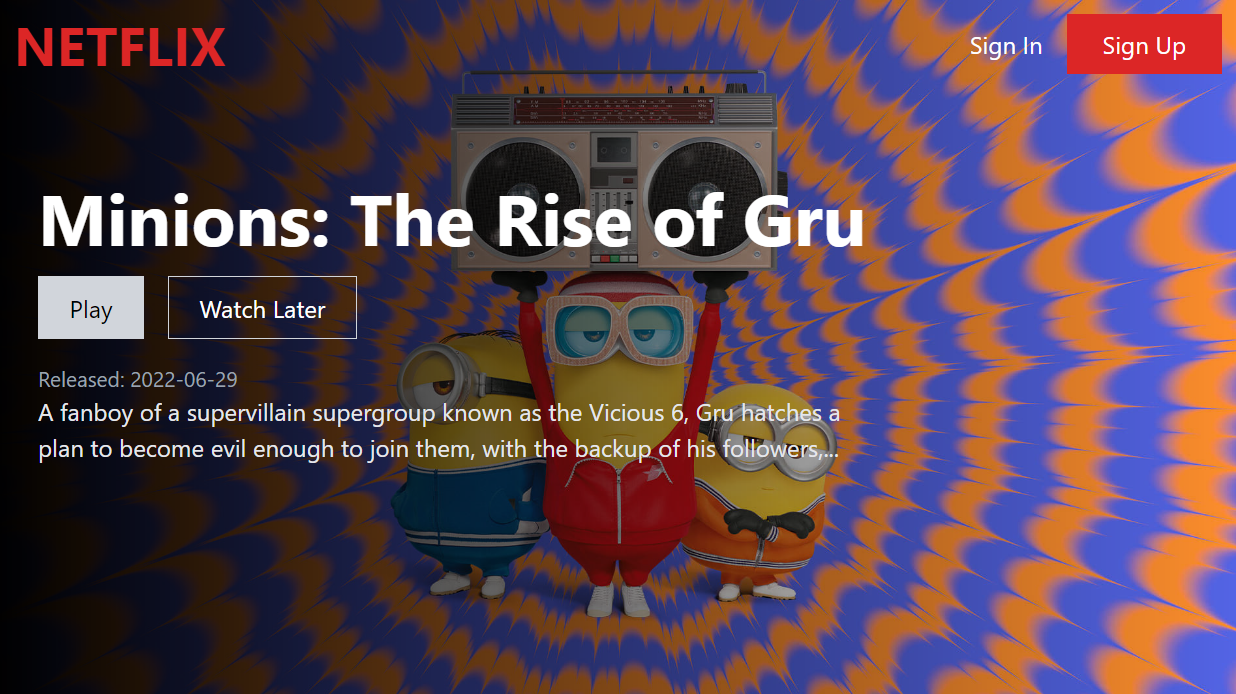 NETFLIX
Sign In
Sign Up
Minions: The Rise of Gru
Play
Watch Later
Released: 2022-06-29
A fanboy of a supervillain supergroup known as the Vicious 6, Gru hatches a
plan to become evil enough to join them, with the backup of his followers,...